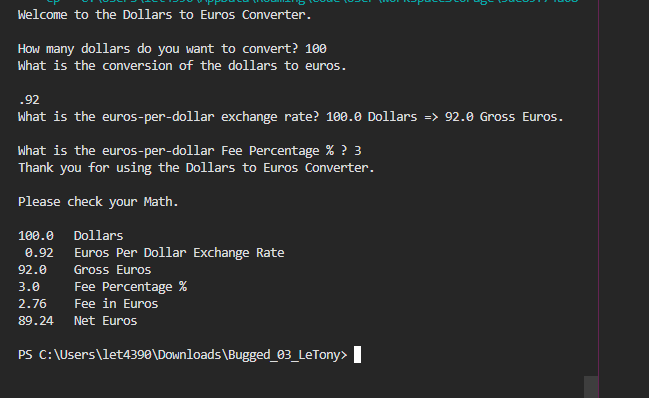 Welcome to the Dollars to Euros Converter.
How many dollars do you want to convert? 100
What is the conversion of the dollars to euros.
.92
What is the euros-per-dollar exchange rate? 100.0 Dollars => 92.0 Gross Euros.
What is the euros-per-dollar Fee Percentage % ? 3
Thank you for using the Dollars to Euros Converter.
Please check your Math.
100.0 Dollars
0.92 Euros Per Dollar Exchange Rate
92.0 Gross Euros
3.0 Fee Percentage %
2.76 Fee in Euros
89.24 Net Euros
PS C:\Users\let4390\Downloads\Bugged_03_LeTony>